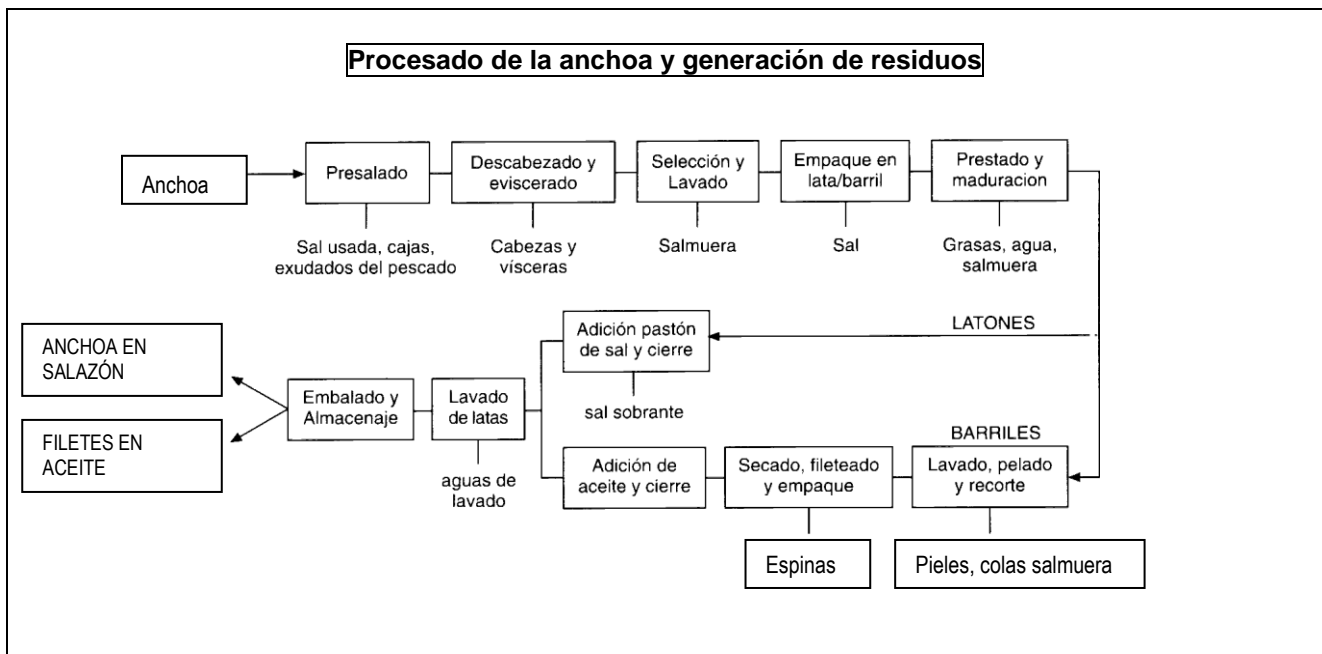 Procesado de la anchoa y generación de residuos
Anchoa
Presalado
Descabezado y
eviscerado
Selección y
Lavado
Empaque en
lata/barril
Prestado y
maduracion
Sal usada, cajas,
exudados del pescado
Cabezas y
vísceras
Salmuera
Sal
Grasas, agua,
salmuera
LATONES
Adición pastón
de sal y cierre
sal sobrante
ANCHOA EN
SALAZÓN
FILETES EN
ACEITE
Embalado y
Almacenaje
Lavado
de latas
aguas de
lavado
BARRILES
Adición de
aceite y cierre
Secado, fileteado
y empaque
Lavado, pelado
y recorte
Espinas
Pieles, colas salmuera